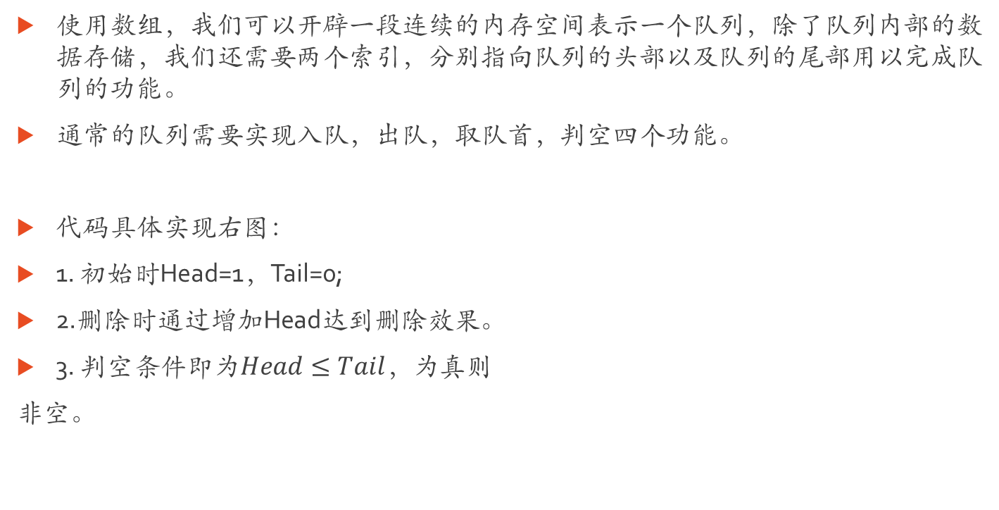 使用数组，我们可以开辟一段连续的内存空间表示一个队列，除了队列内部的数
据存储，我们还需要两个索引，分别指向队列的头部以及队列的尾部用以完成队
列的功能。
通常的队列需要实现入队，出队，取队首，判空四个功能。
代码具体实现右图：
1. 初始时Head=1，Tail=0;
2.删除时通过增加Head达到删除效果。
3. 判空条件即为Head ≤ Tail，为真则
非空。